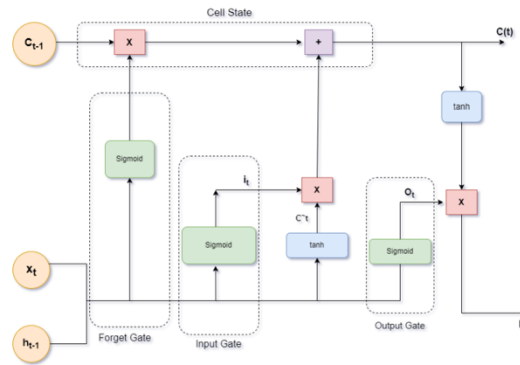 Cell State
C(t)
Ct-1
X
+
tanh
Sigmoid
it
Ot
X
X
C~t
Sigmoid
tanh
Sigmoid
xt
Output Gate
Forget Gate
Input Gate
ht-1